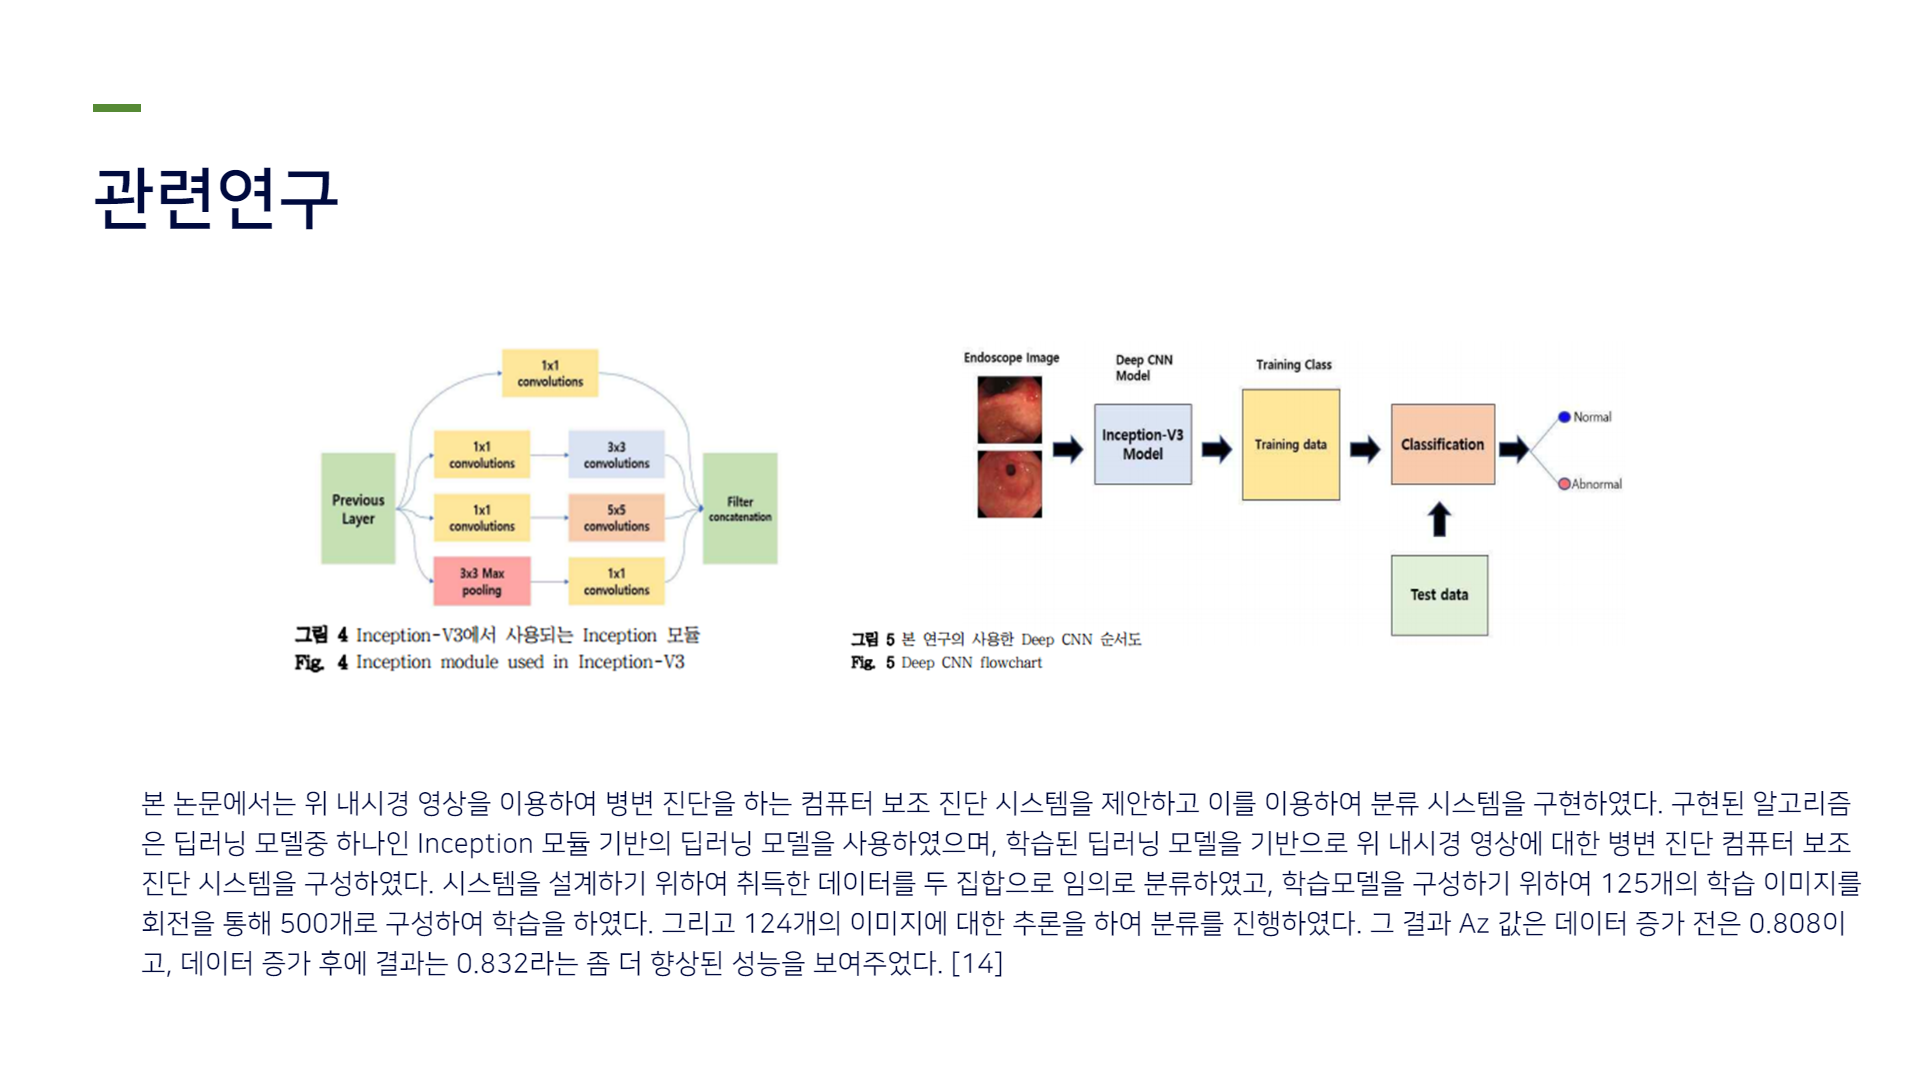 관련연구
1x1
convolutions
1x1
convolutions
3x3
convolutions
Previous
Layer
1x1
convolutions
5x5
convolutions
Filter
concatenation
3x3 Max
pooling
1x1
convolutions
그림 4 Inception-V3에서 사용되는 Inception 모듈
Fig. 4 Inception module used in Inception-V3
Endoscope Image
Deep CNN
Model
Training Class
Inception-V3
Model
Training data
Classification
Normal
Abnormal
Test data
그림 5 본 연구의 사용한 Deep CNN 순서도
Fig. 5 Deep CNN flowchart
본 논문에서는 위 내시경 영상을 이용하여 병변 진단을 하는 컴퓨터 보조 진단 시스템을 제안하고 이를 이용하여 분류 시스템을 구현하였다. 구현된 알고리즘
은 딥러닝 모델중 하나인 Inception 모듈 기반의 딥러닝 모델을 사용하였으며, 학습된 딥러닝 모델을 기반으로 위 내시경 영상에 대한 병변 진단 컴퓨터 보조
진단 시스템을 구성하였다. 시스템을 설계하기 위하여 취득한 데이터를 두 집합으로 임의로 분류하였고, 학습모델을 구성하기 위하여 125개의 학습 이미지를
회전을 통해 500개로 구성하여 학습을 하였다. 그리고 124개의 이미지에 대한 추론을 하여 분류를 진행하였다. 그 결과 Az 값은 데이터 증가 전은 0.808이
고, 데이터 증가 후에 결과는 0.832라는 좀 더 향상된 성능을 보여주었다. [14]